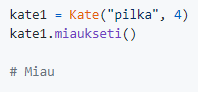 kate1 = Kate("pilka", 4)
kate1.miaukseti()
# Miau